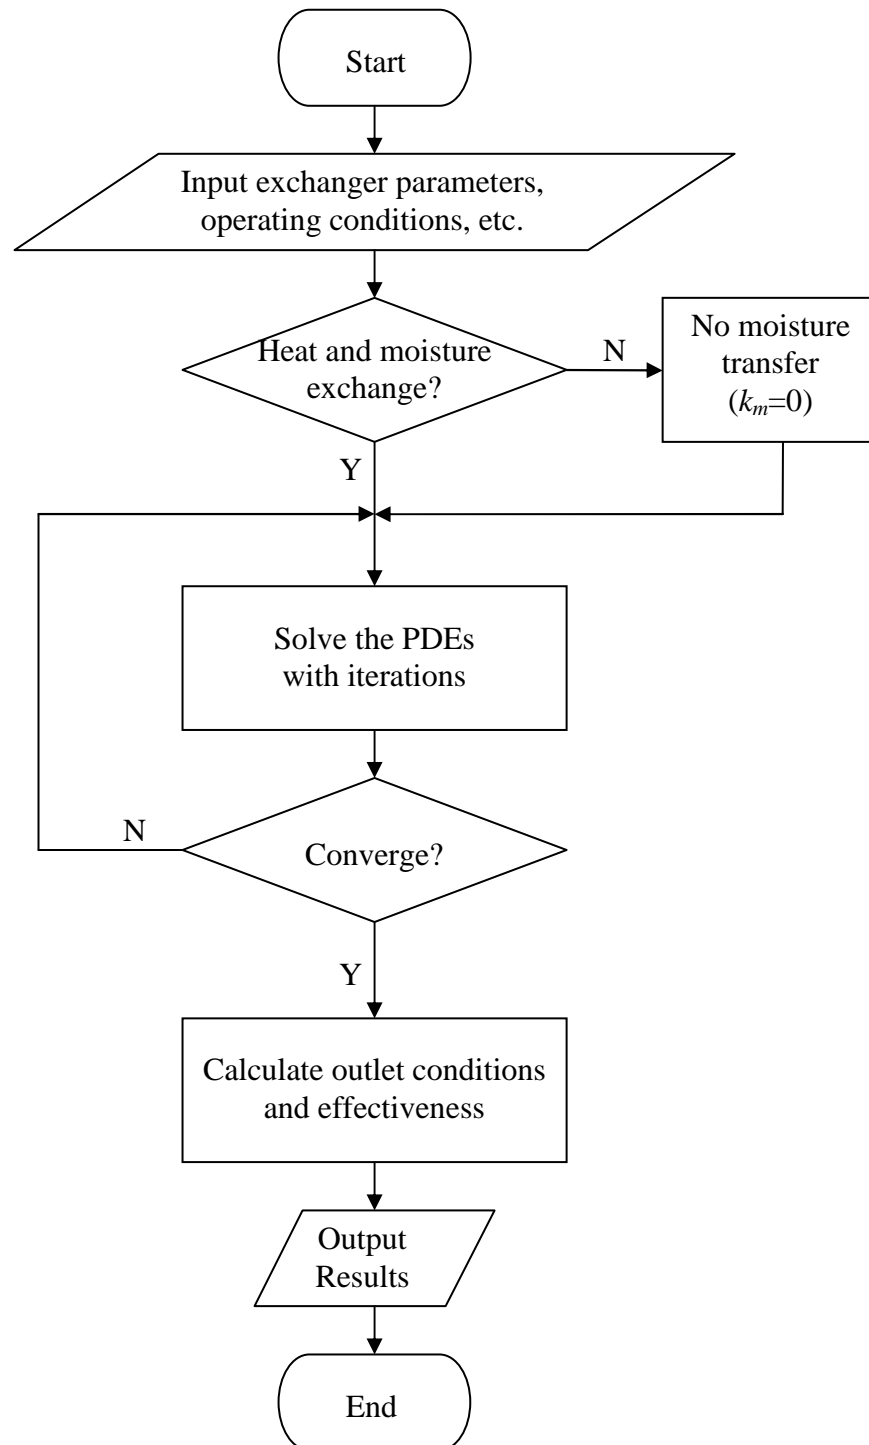 Start
Input exchanger parameters,
operating conditions, etc.
Heat and moisture
exchange?
N
No moisture
transfer
(km=0)
Y
Solve the PDEs
with iterations
N
Converge?
Y
Calculate outlet conditions
and effectiveness
Output
Results
End